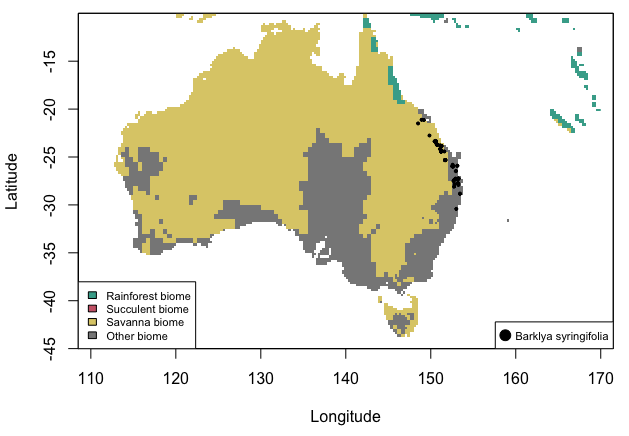 -15
-20
-25
-30
-35
-40
-45
Latitude
Rainforest biome
Succulent biome
Savanna biome
Other biome
Barklya syringifolia
110 120 130 140 150 160 170
Longitude